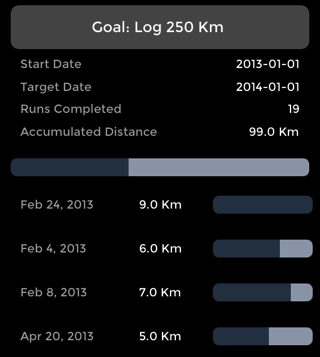 Goal: Log 250 Km
Start Date 2013-01-01
Target Date 2014-01-01
Runs Completed 19
Accumulated Distance 99.0 Km
Feb 24, 2013 9.0 Km
Feb 4, 2013 6.0 Km
Feb 8, 2013 7.0 Km
Apr 20, 2013 5.0 Km